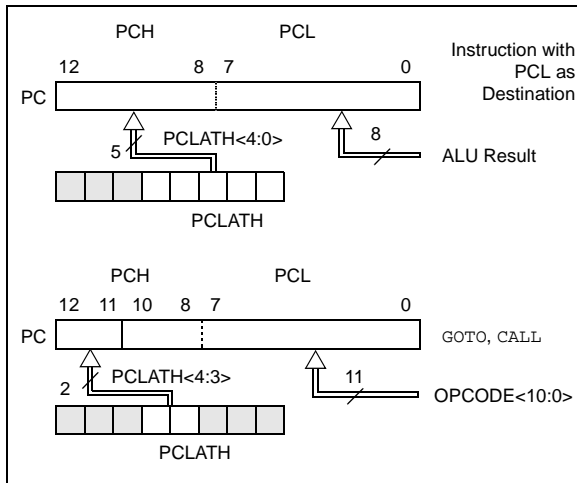 PCH PCL
12 8 7 0
Instruction with
PCL as
Destination
PC
5 PCLATH<4:0> 8
ALU Result
PCLATH
PCH PCL
12 11 10 8 7 0
PC GOTO, CALL
2 PCLATH<4:3> 11
OPCODE<10:0>
PCLATH